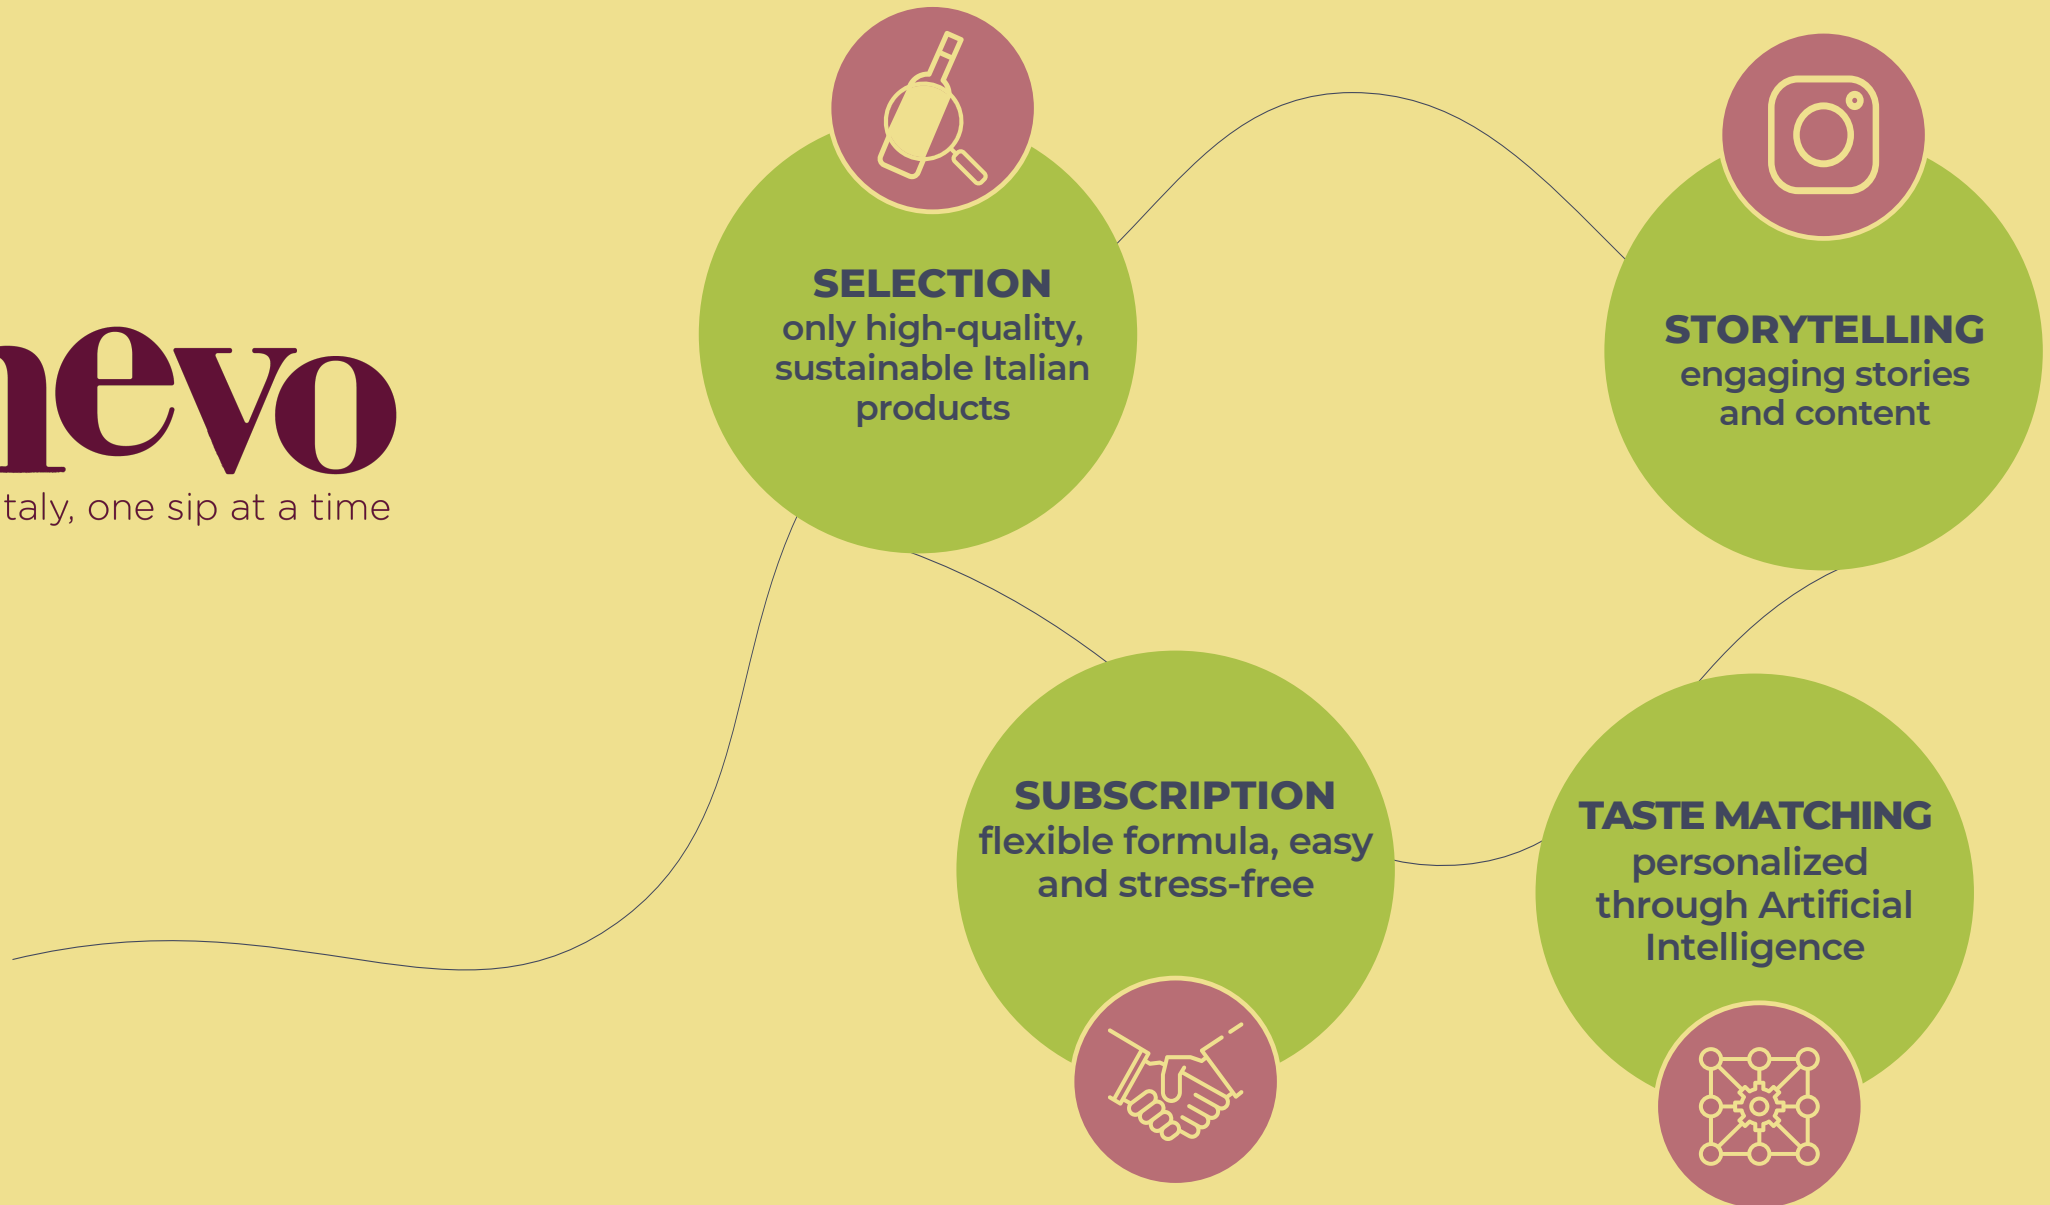 nevo
taly, one sip at a time
SELECTION
only high-quality,
sustainable Italian
products
STORYTELLING
engaging stories
and content
SUBSCRIPTION
flexible formula, easy
and stress-free
TASTE MATCHING
personalized
through Artificial
Intelligence